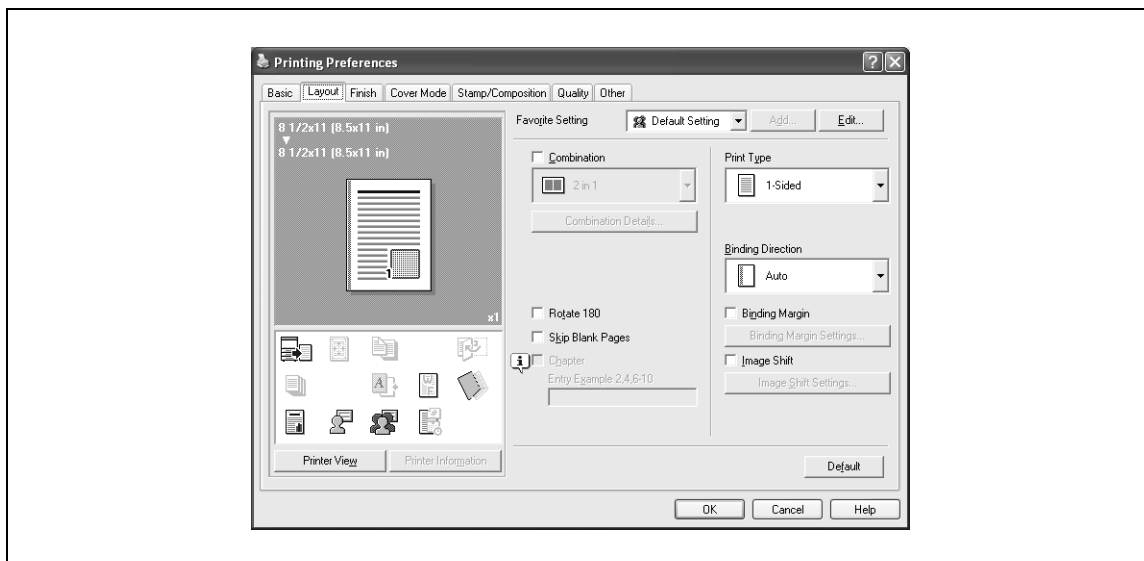 Printing Preferences
Basic Layout Finish Cover Mode Stamp/Composition Quality Other
8 1/2x11 (8.5x11 in)
8 1/2x11 (8.5x11 in)
1
x1
Printer View Printer Information
Favorite Setting Default Setting Add... Edit...
Combination
2 in 1
Combination Details...
Rotate 180
Skip Blank Pages
Chapter
Entry Example 2,4,6-10
Print Type
1-Sided
Binding Direction
Auto
Binding Margin
Binding Margin Settings...
Image Shift
Image Shift Settings...
Default
OK Cancel Help